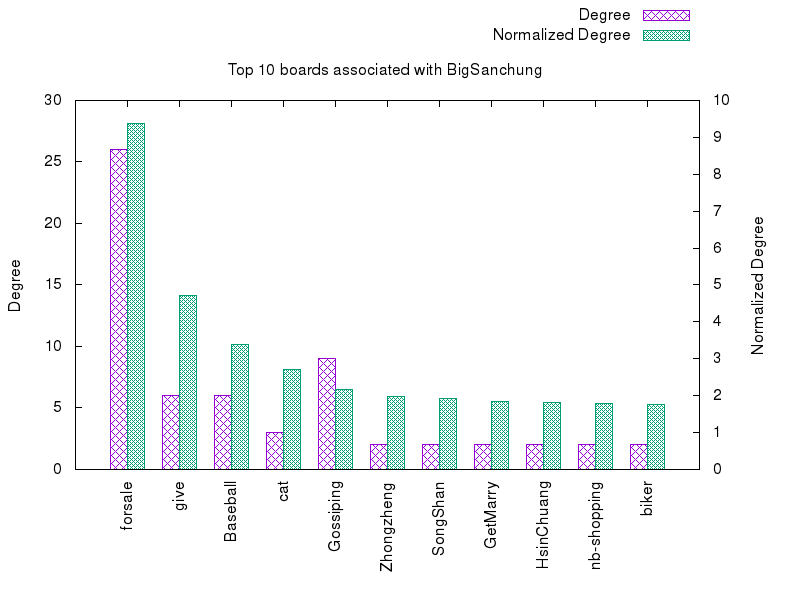 Degree
Normalized Degree
Top 10 boards associated with BigSanchung
30
25
20
15
10
5
0
10
9
8
7
6
5
4
3
2
1
0
Degree
Normalized Degree
forsale
give
Baseball
cat
Gossiping
Zhongzheng
SongShan
GetMarry
HsinChuang
nb-shopping
biker